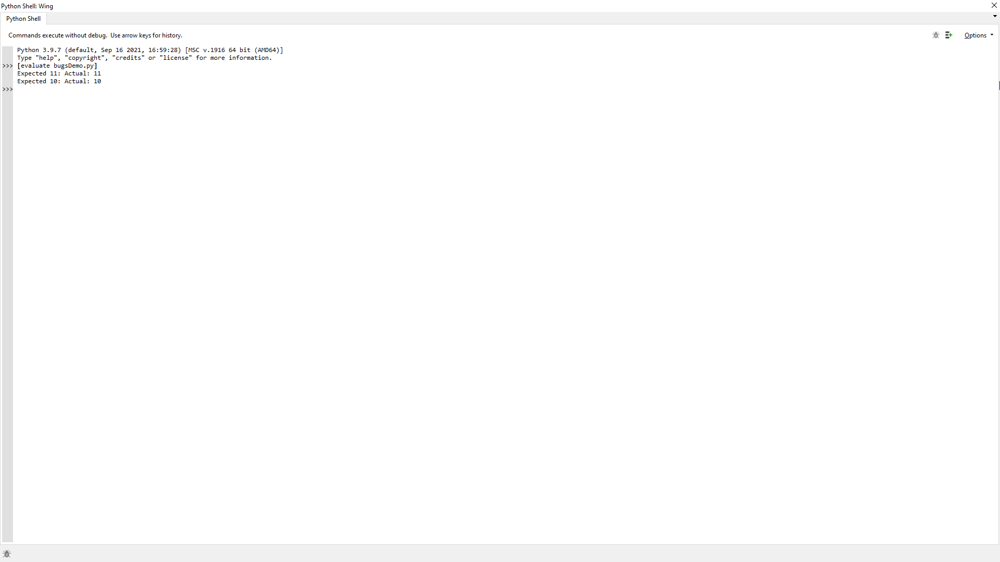 Python Shell: Wing
Python Shell
Commands execute without debug.  Use arrow keys for history.
Options
Python 3.9.7 (default, Sep 16 2021, 16:59:28) [MSC v.1916 64 bit (AMD64)]
Type "help", "copyright", "credits" or "license" for more information.
>>> [evaluate bugsDemo.py]
Expected 11: Actual: 11
Expected 10: Actual: 10
>>>